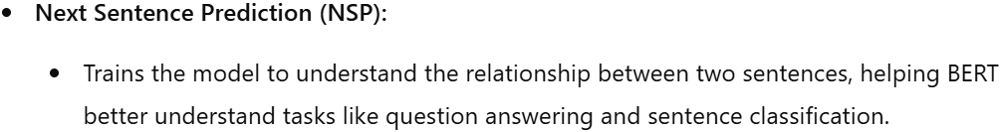 • Next Sentence Prediction (NSP):
• Trains the model to understand the relationship between two sentences, helping BERT
better understand tasks like question answering and sentence classification.